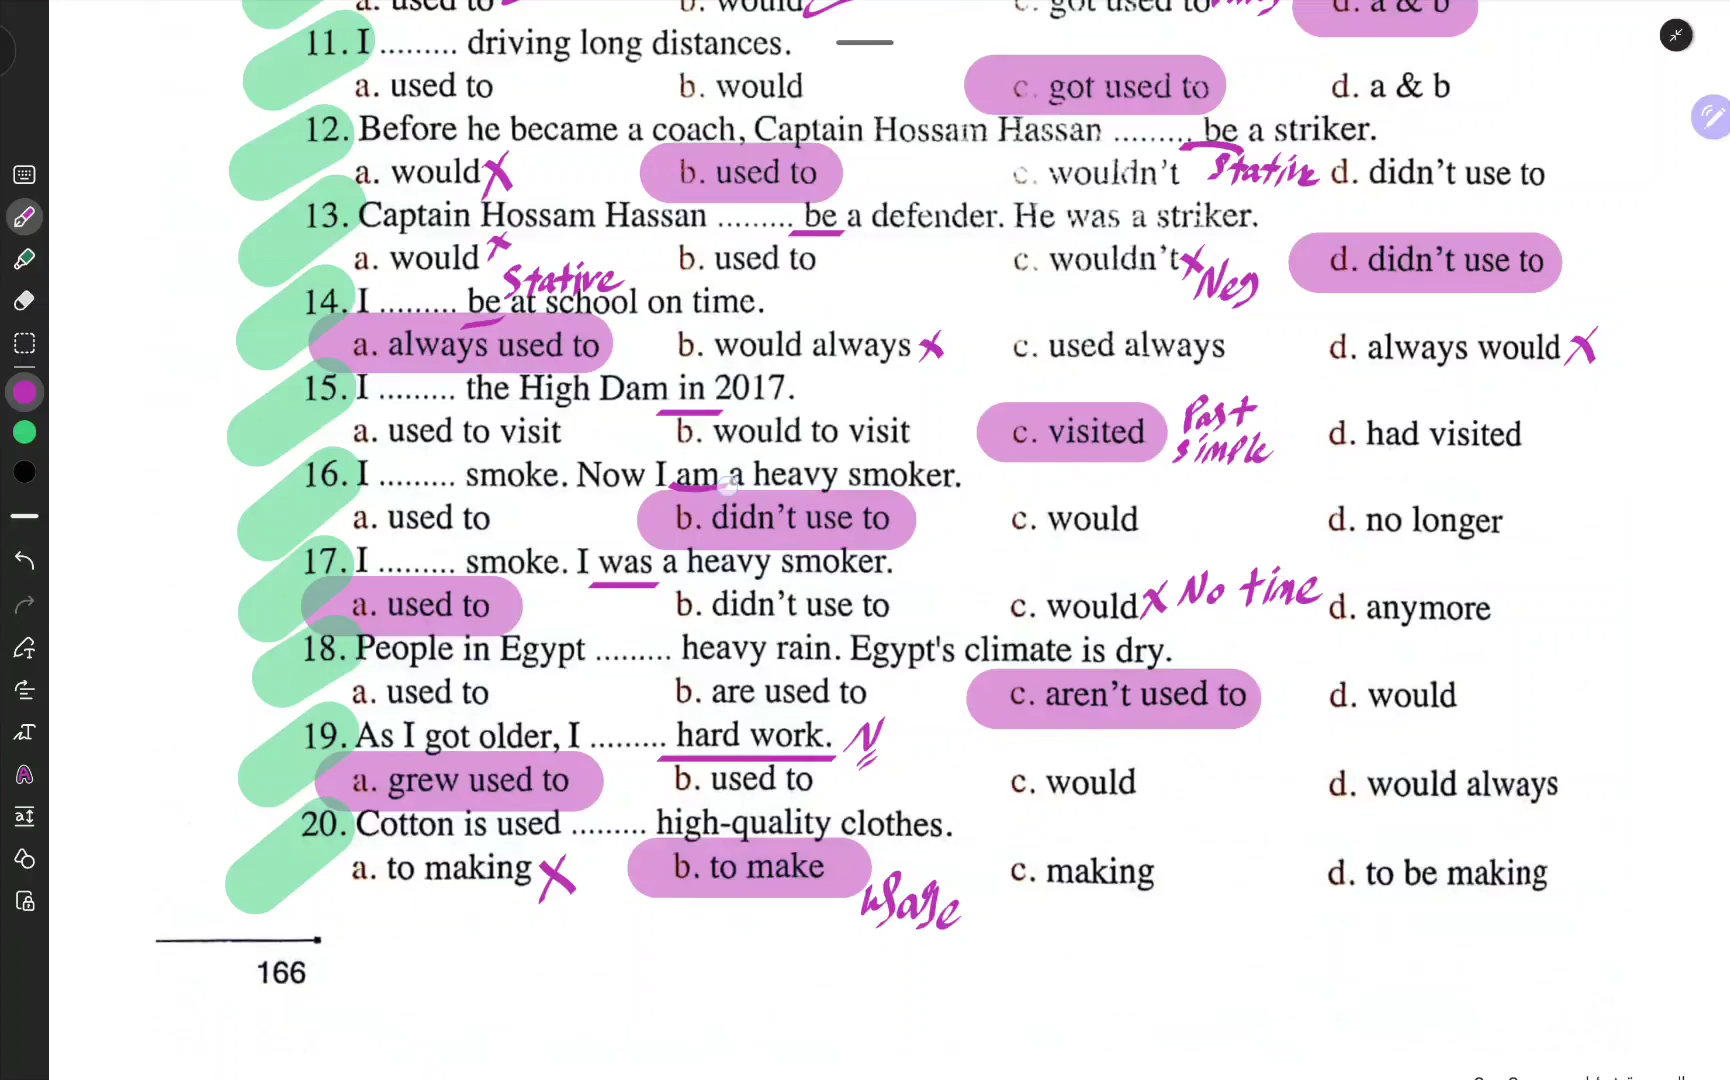 a. used to b. would c. got used to d. a & b
11. I ......... driving long distances.
a. used to b. would c. got used to d. a & b
12. Before he became a coach, Captain Hossam Hassan ......... be a striker.
a. would x b. used to c. wouldn't Stative d. didn't use to
13. Captain Hossam Hassan ......... be a defender. He was a striker.
a. would x Stative b. used to c. wouldn't x Neg d. didn't use to
14. I ......... be at school on time.
a. always used to b. would always x c. used always d. always would x
15. I ......... the High Dam in 2017.
a. used to visit b. would to visit c. visited Past simple d. had visited
16. I ......... smoke. Now I am a heavy smoker.
a. used to b. didn't use to c. would d. no longer
17. I ......... smoke. I was a heavy smoker.
a. used to b. didn't use to c. would x No time d. anymore
18. People in Egypt ......... heavy rain. Egypt's climate is dry.
a. used to b. are used to c. aren't used to d. would
19. As I got older, I ......... hard work. N
a. grew used to b. used to c. would d. would always
20. Cotton is used ......... high-quality clothes.
a. to making x b. to make usage c. making d. to be making
166